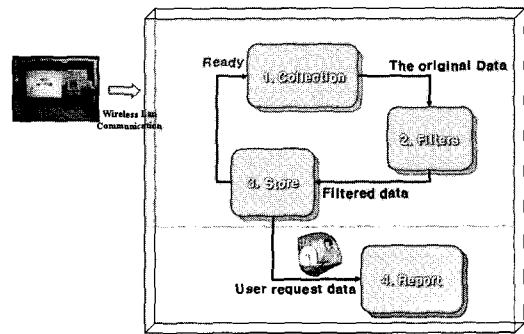 Ready
1. Collection
The original Data
Wireless Lan
Communication
2. Filters
3. Store
Filtered data
User request data
4. Report